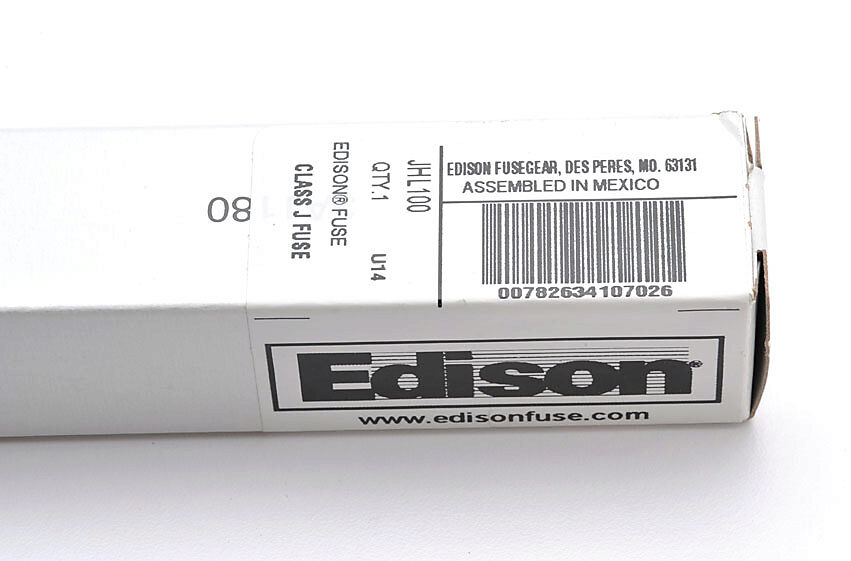 JHL100
QTY.1 U14
EDISON® FUSE
CLASS J FUSE
EDISON FUSEGEAR, DES PERES, MO. 63131
ASSEMBLED IN MEXICO
00782634107026
Edison®
www.edisonfuse.com
80